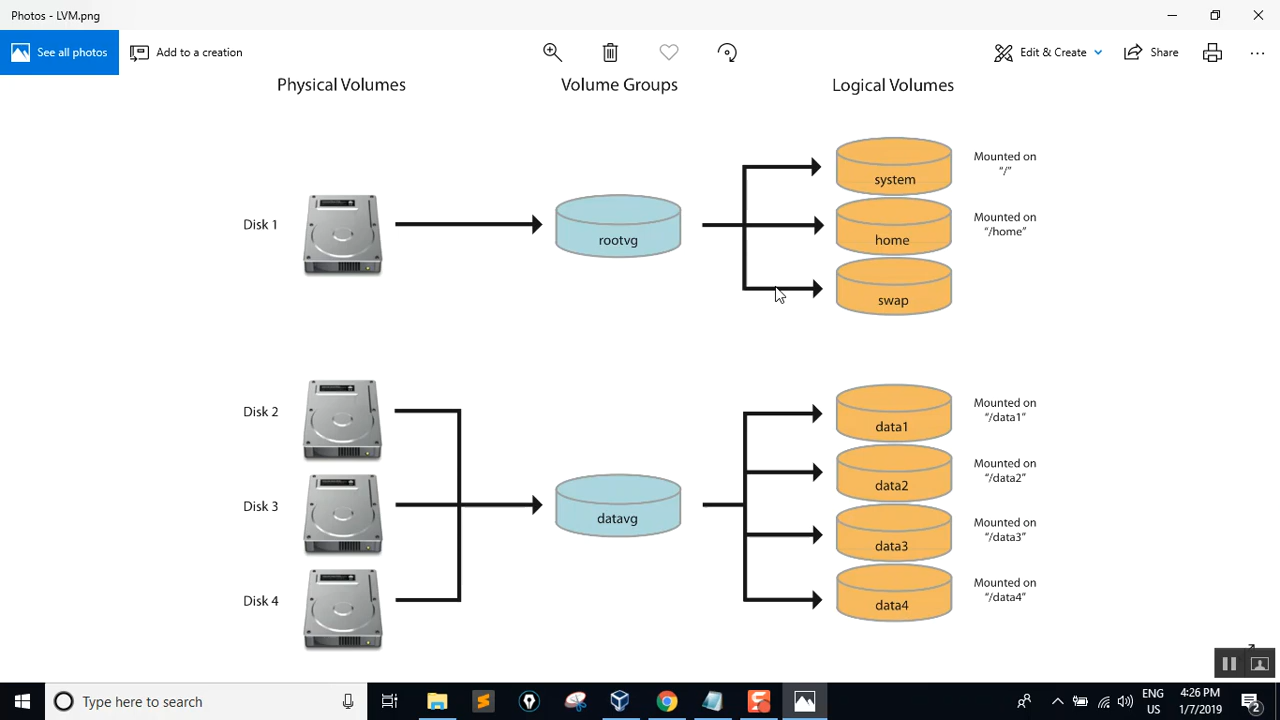 Photos - LVM.png
See all photos
Add to a creation
Edit & Create
Share
Physical Volumes
Volume Groups
Logical Volumes
Disk 1
rootvg
system
Mounted on
“/”
home
Mounted on
“/home”
swap
Disk 2
Disk 3
Disk 4
datavg
data1
Mounted on
“/data1”
data2
Mounted on
“/data2”
data3
Mounted on
“/data3”
data4
Mounted on
“/data4”
Type here to search
ENG
US
4:26 PM
1/7/2019
2